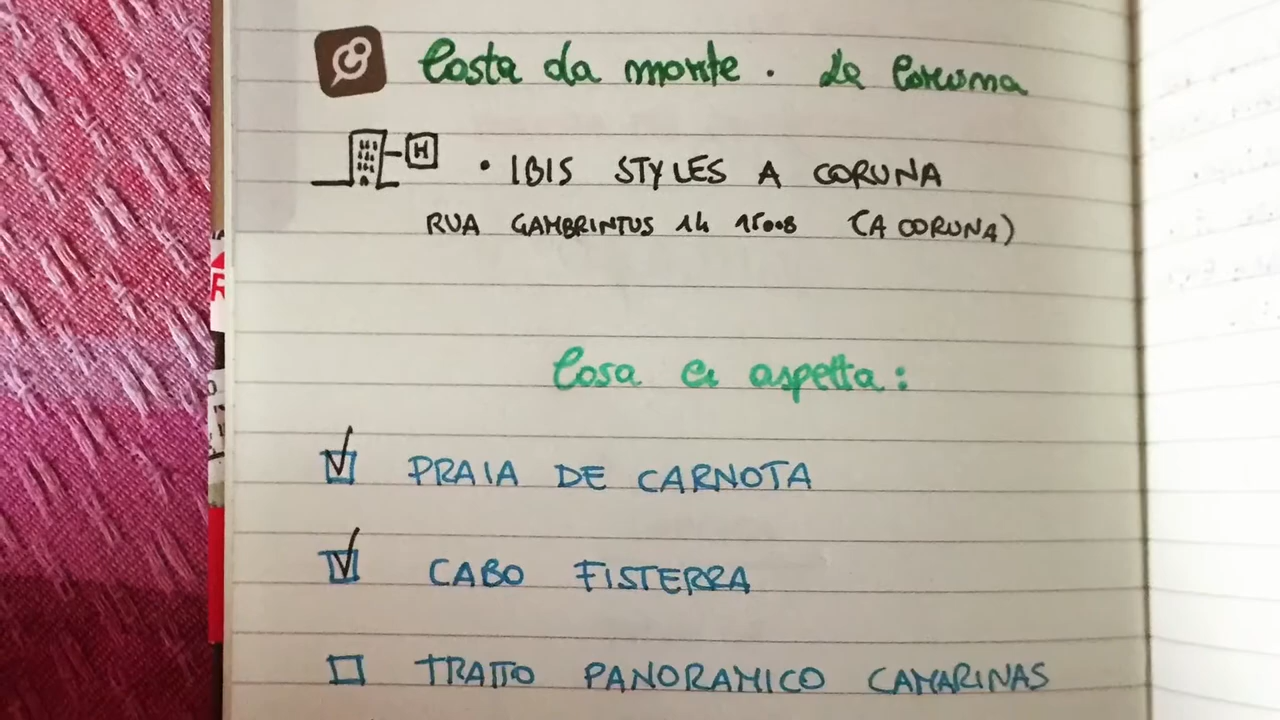 Costa da morte . La Coruna
H
• IBIS STYLES A CORUNA
RUA GAMBRINTUS 14 15008 (A CORUNA)
Cosa ci aspetta:
PRAIA DE CARNOTA
CABO FISTERRA
TRATTO PANORAMICO CAMARINAS